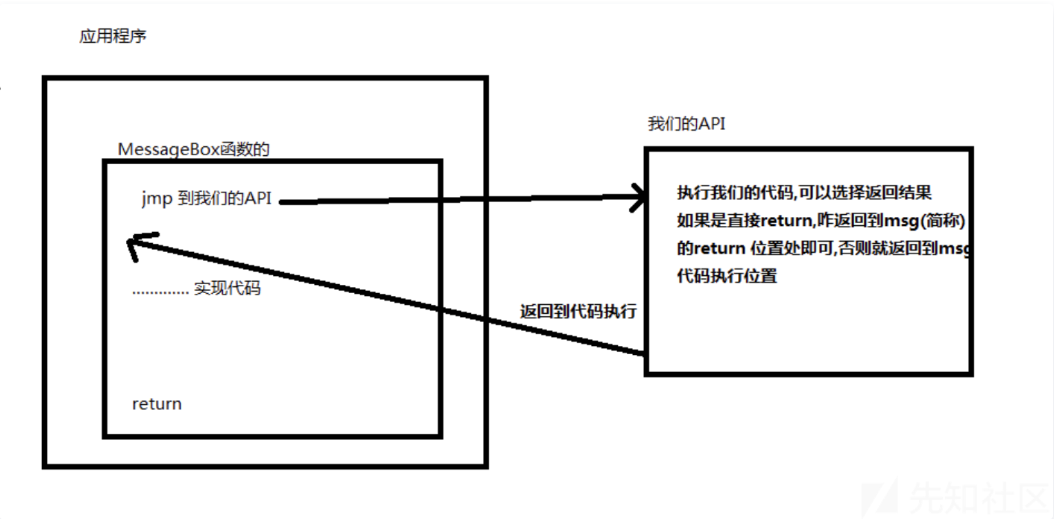 应用程序
我们的API
MessageBox函数的
jmp 到我们的API
执行我们的代码,可以选择返回结果
如果是直接return,咋返回到msg(简称)
的return 位置处即可,否则就返回到msg
代码执行位置
............. 实现代码
返回到代码执行
return
先知社区